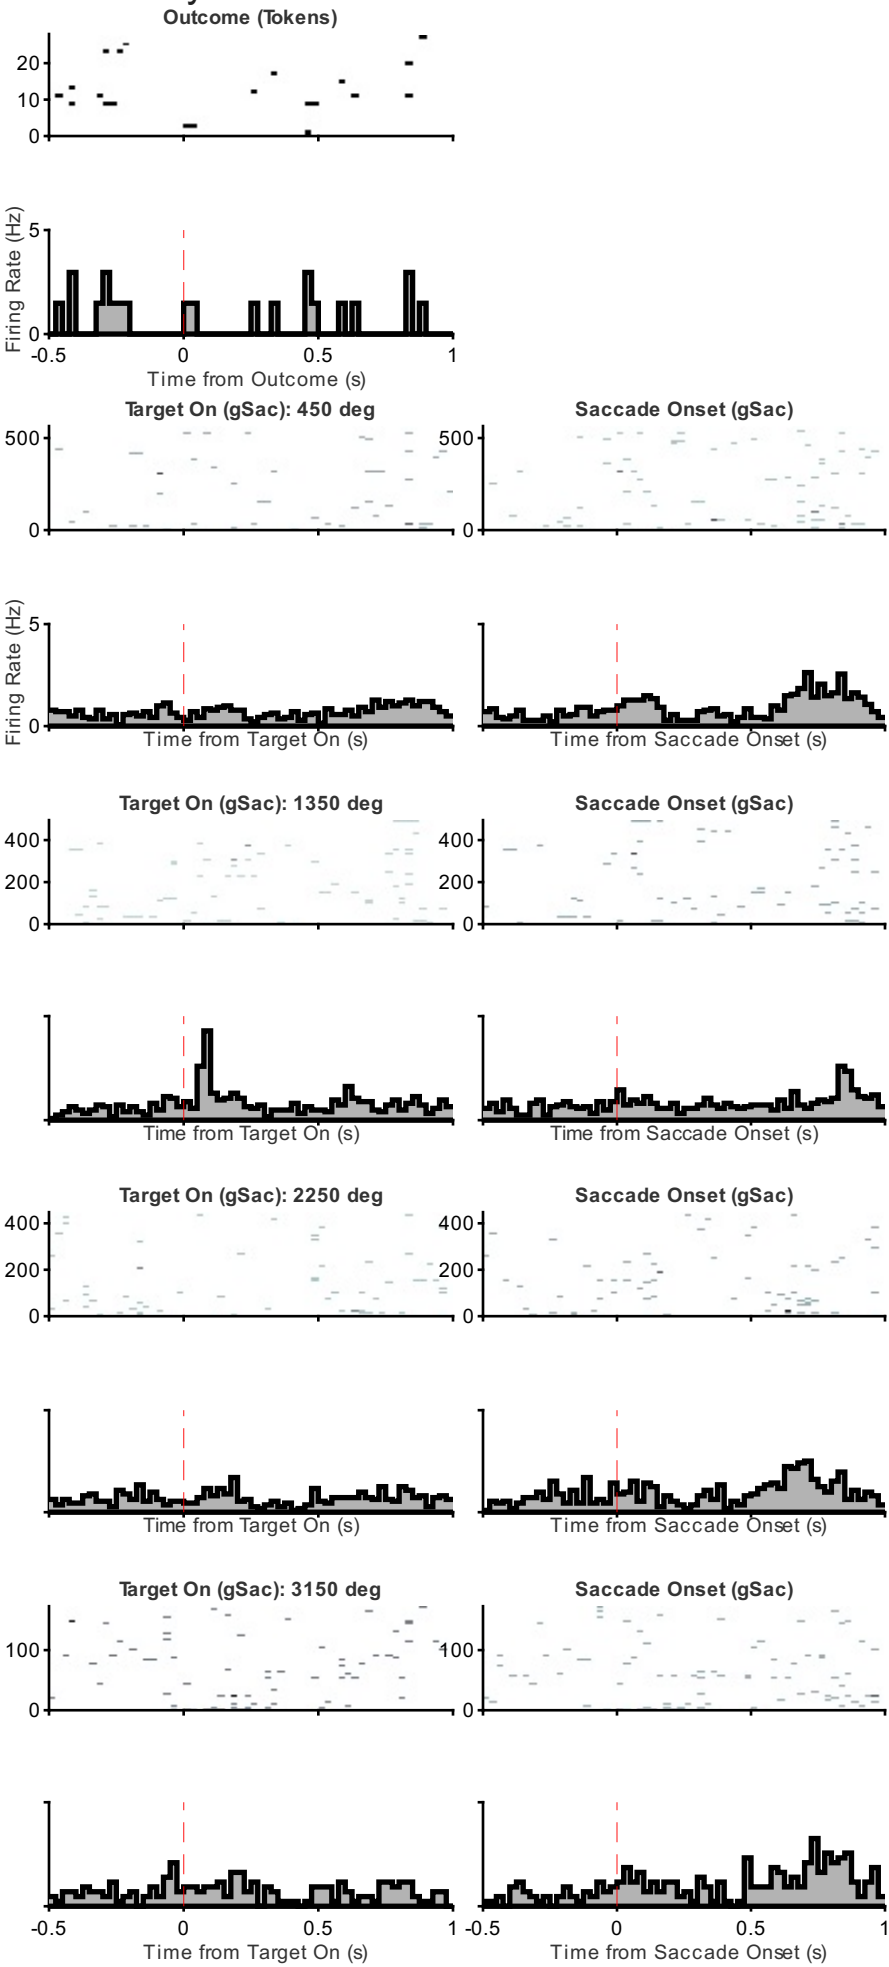 Outcome (Tokens)
20
10
0
Firing Rate (Hz)
5
0
-0.5 0 0.5 1
Time from Outcome (s)
Target On (gSac): 450 deg Saccade Onset (gSac)
500 500
0 0
Firing Rate (Hz)
5
0
Time from Target On (s) Time from Saccade Onset (s)
Target On (gSac): 1350 deg Saccade Onset (gSac)
400 400
200 200
0 0
Time from Target On (s) Time from Saccade Onset (s)
Target On (gSac): 2250 deg Saccade Onset (gSac)
400 400
200 200
0 0
Time from Target On (s) Time from Saccade Onset (s)
Target On (gSac): 3150 deg Saccade Onset (gSac)
100 100
0 0
-0.5 0 0.5 1 -0.5 0 0.5 1
Time from Target On (s) Time from Saccade Onset (s)